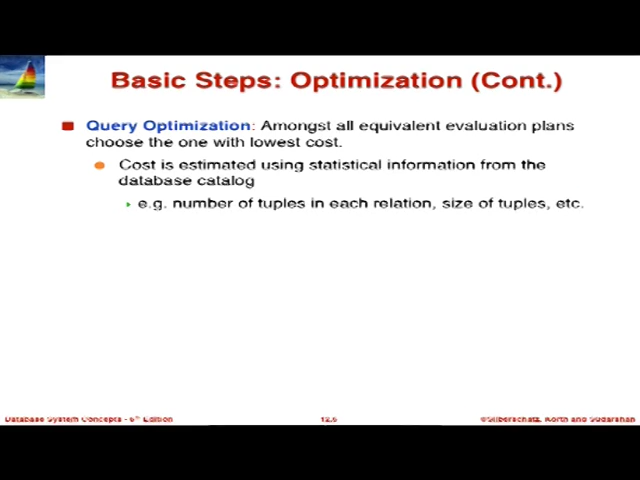 Basic Steps: Optimization (Cont.)
Query Optimization: Amongst all equivalent evaluation plans
choose the one with lowest cost.
Cost is estimated using statistical information from the
database catalog
e.g. number of tuples in each relation, size of tuples, etc.
Database System Concepts - 6th Edition
12.6
©Silberschatz, Korth and Sudarshan